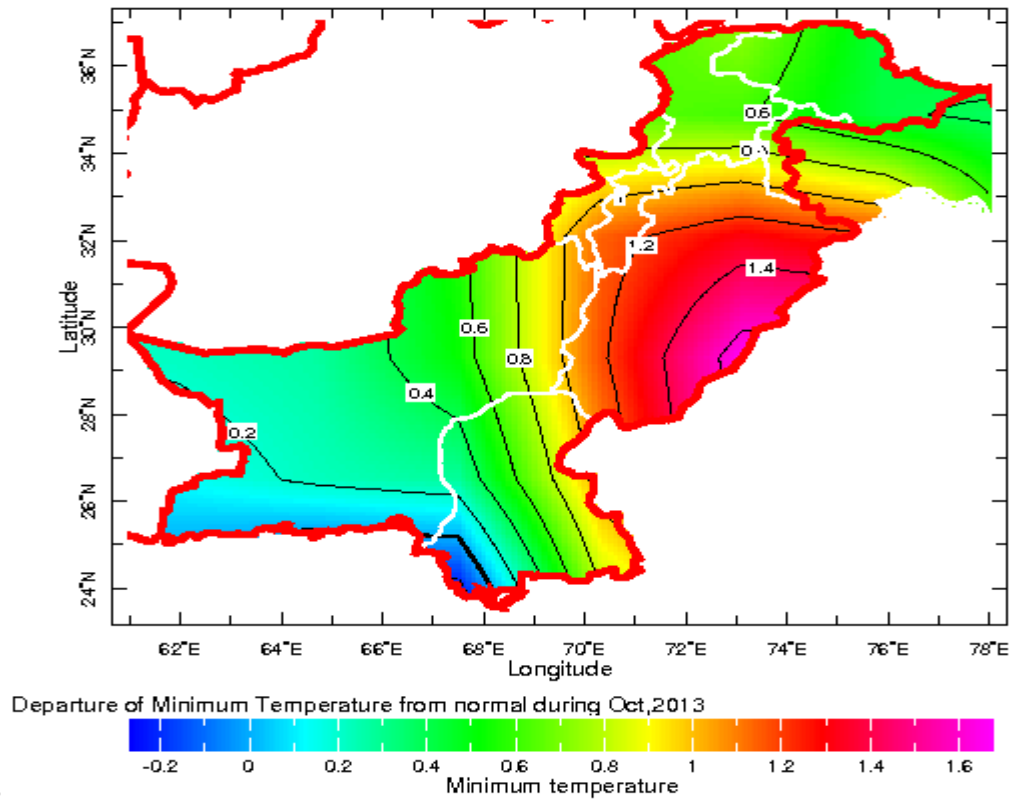 36°N
34°N
32°N
30°N
28°N
26°N
24°N
Latitude
0.6
1.2
1.4
0.6
0.8
0.4
0.2
62°E 64°E 66°E 68°E 70°E 72°E 74°E 76°E 78°E
Longitude
Departure of Minimum Temperature from normal during Oct,2013
-0.2 0 0.2 0.4 0.6 0.8 1 1.2 1.4 1.6
Minimum temperature